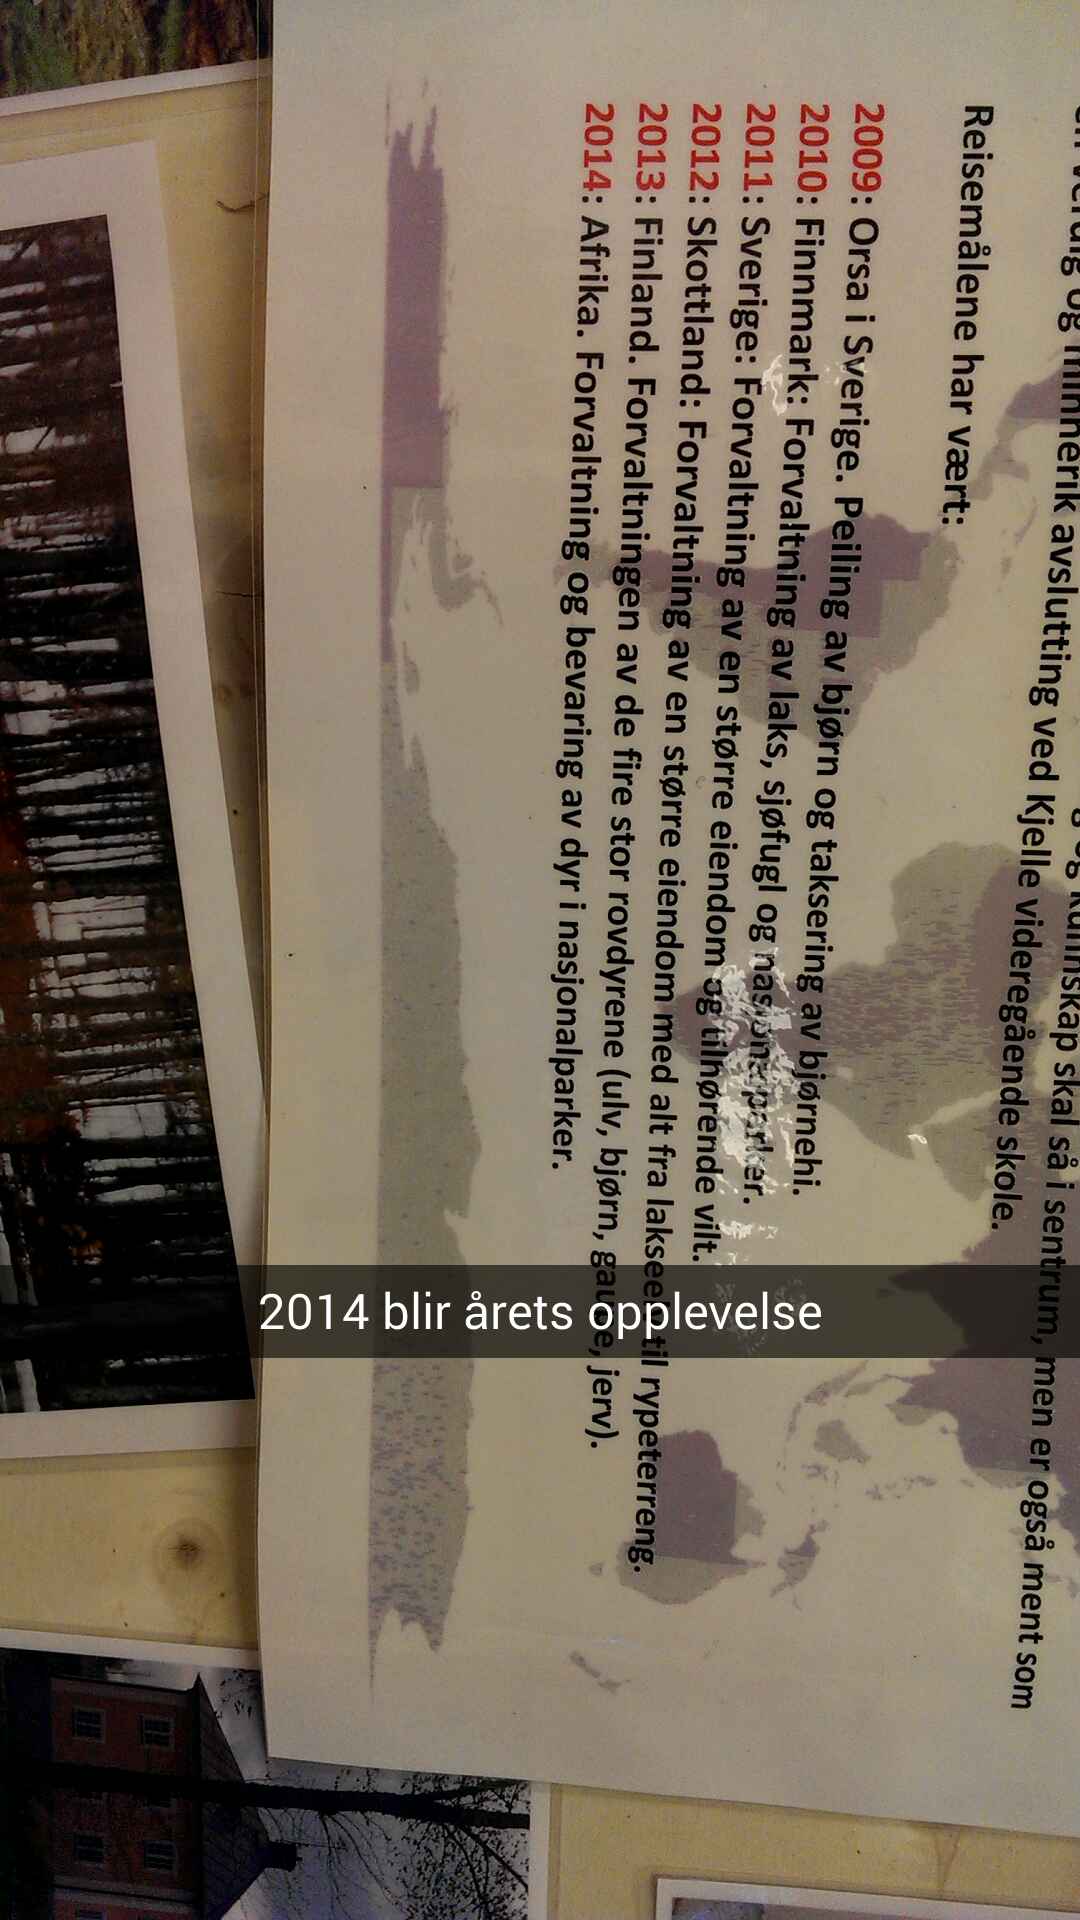 en verdig og minnerik avslutting ved Kjelle videregående skole.
kunnskap skal så i sentrum, men er også ment som
Reisemålene har vært:
2009: Orsa i Sverige. Peiling av bjørn og taksering av bjørnehi.
2010: Finnmark: Forvaltning av laks, sjøfugl og nasjonalparker.
2011: Sverige: Forvaltning av en større eiendom og tilhørende vilt.
2012: Skottland: Forvaltning av en større eiendom med alt fra lakseelv til rypeterreng.
2013: Finland. Forvaltningen av de fire stor rovdyrene (ulv, bjørn, gaupe, jerv).
2014: Afrika. Forvaltning og bevaring av dyr i nasjonalparker.
2014 blir årets opplevelse